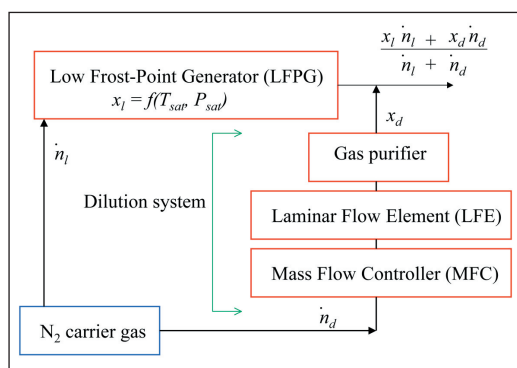 Low Frost-Point Generator (LFPG)
x_l = f(T_sat, P_sat)
x_l ṅ_l + x_d ṅ_d
ṅ_l + ṅ_d
x_d
ṅ_l
Gas purifier
Dilution system
Laminar Flow Element (LFE)
Mass Flow Controller (MFC)
N₂ carrier gas
ṅ_d